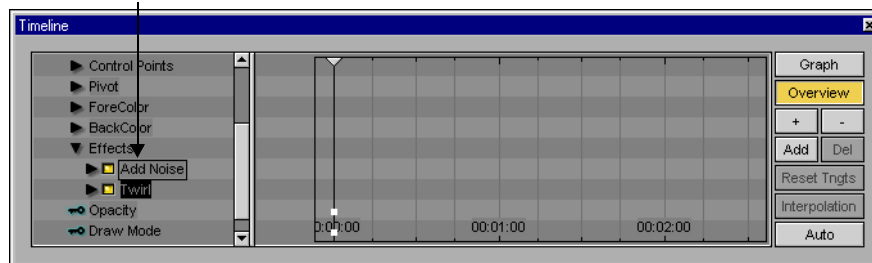 Timeline
Control Points
Pivot
ForeColor
BackColor
Effects
Add Noise
Twirl
Opacity
Draw Mode
0:00:00
00:01:00
00:02:00
Graph
Overview
+ -
Add Del
Reset Tngts
Interpolation
Auto